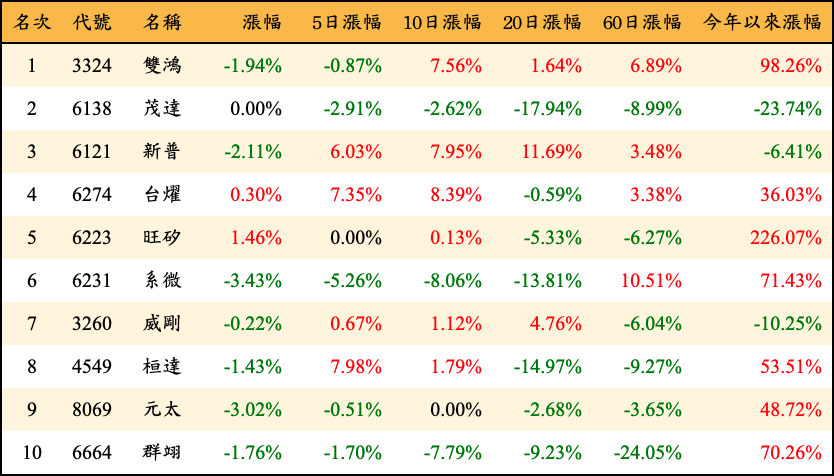 名次 代號 名稱 漲幅 5日漲幅 10日漲幅 20日漲幅 60日漲幅 今年以來漲幅
1 3324 雙鴻 -1.94% -0.87% 7.56% 1.64% 6.89% 98.26%
2 6138 茂達 0.00% -2.91% -2.62% -17.94% -8.99% -23.74%
3 6121 新普 -2.11% 6.03% 7.95% 11.69% 3.48% -6.41%
4 6274 台燿 0.30% 7.35% 8.39% -0.59% 3.38% 36.03%
5 6223 旺矽 1.46% 0.00% 0.13% -5.33% -6.27% 226.07%
6 6231 系微 -3.43% -5.26% -8.06% -13.81% 10.51% 71.43%
7 3260 威剛 -0.22% 0.67% 1.12% 4.76% -6.04% -10.25%
8 4549 桓達 -1.43% 7.98% 1.79% -14.97% -9.27% 53.51%
9 8069 元太 -3.02% -0.51% 0.00% -2.68% -3.65% 48.72%
10 6664 群翊 -1.76% -1.70% -7.79% -9.23% -24.05% 70.26%